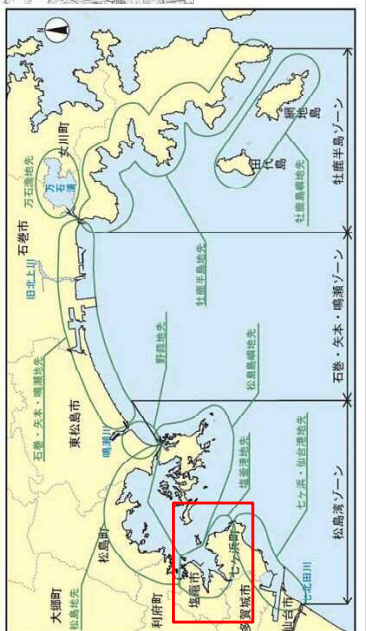 女川町
万石浦地先
万石浦
石巻市
旧北上川
網地島
田代島
牡鹿島嶼地先
牡鹿半島ゾーン
牡鹿半島地先
石巻・矢本・鳴瀬地先
東松島市
鳴瀬川
野蒜地先
松島島嶼地先
石巻・矢本・鳴瀬ゾーン
大郷町
松島町
松島地先
利府町
塩竈市
塩釜港地先
七ヶ浜町
多賀城市
七ヶ浜・仙台港地先
仙台市
七北田川
松島湾ゾーン